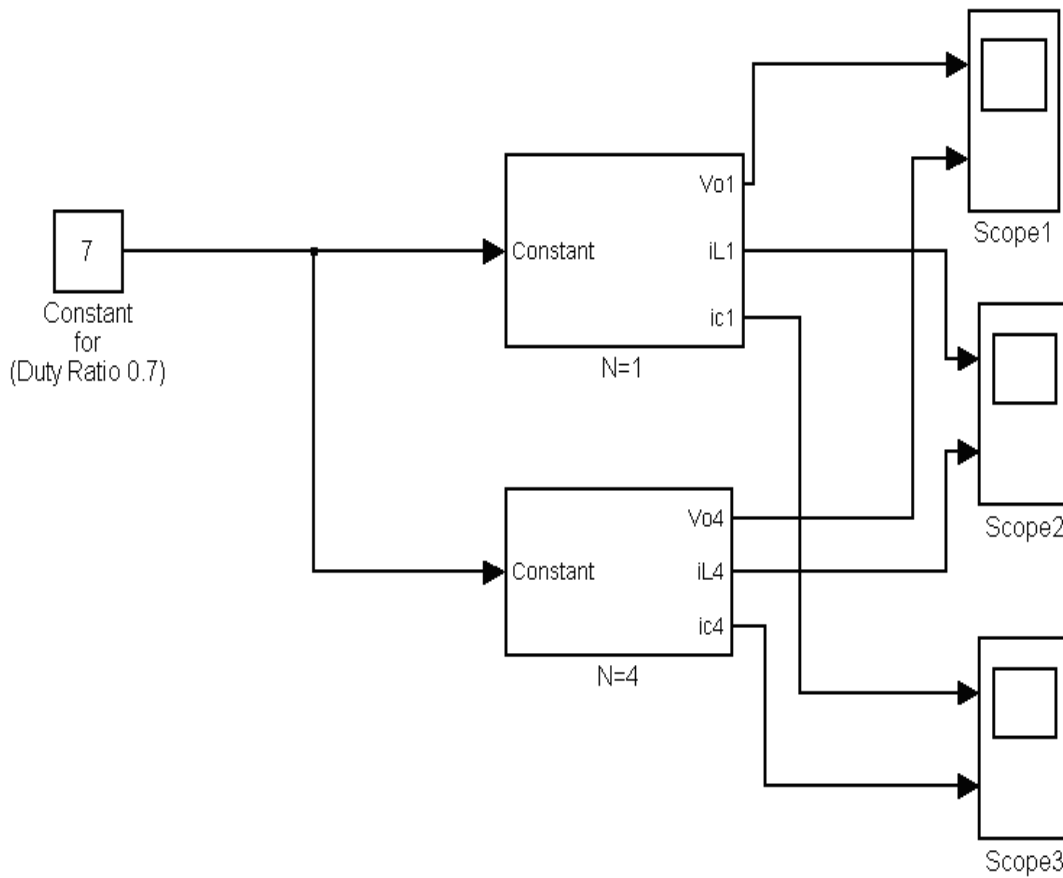 7
Constant
for
(Duty Ratio 0.7)
Constant
Vo1
iL1
ic1
N=1
Constant
Vo4
iL4
ic4
N=4
Scope1
Scope2
Scope3